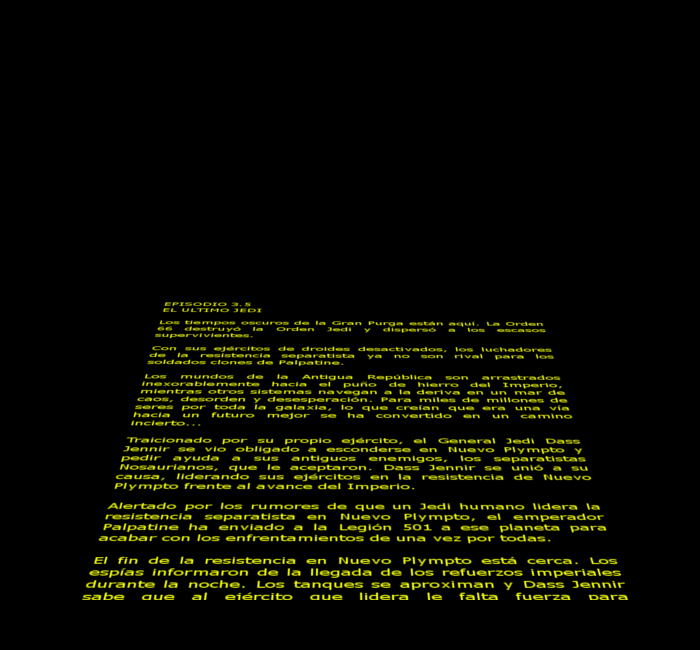 EPISODIO 3.5
EL ULTIMO JEDI
Los tiempos oscuros de la Gran Purga están aquí. La Orden
66 destruyó la Orden Jedi y dispersó a los escasos
supervivientes.
Con sus ejércitos de droides desactivados, los luchadores
de la resistencia separatista ya no son rival para los
soldados clones de Palpatine.
Los mundos de la Antigua República son arrastrados
inexorablemente hacia el puño de hierro del Imperio,
mientras otros sistemas navegan a la deriva en un mar de
caos, desorden y desesperación. Para miles de millones de
seres por toda la galaxia, lo que creían que era una vía
hacia un futuro mejor se ha convertido en un camino
incierto...
Traicionado por su propio ejército, el General Jedi Dass
Jennir se vio obligado a esconderse en Nuevo Plympto y
pedir ayuda a sus antiguos enemigos, los separatistas
Nosaurianos, que le aceptaron. Dass Jennir se unió a su
causa, liderando sus ejércitos en la resistencia de Nuevo
Plympto frente al avance del Imperio.
Alertado por los rumores de que un Jedi humano lidera la
resistencia separatista en Nuevo Plympto, el emperador
Palpatine ha enviado a la Legión 501 a ese planeta para
acabar con los enfrentamientos de una vez por todas.
El fin de la resistencia en Nuevo Plympto está cerca. Los
espías informaron de la llegada de los refuerzos imperiales
durante la noche. Los tanques se aproximan y Dass Jennir
sabe que al ejército que lidera le falta fuerza para